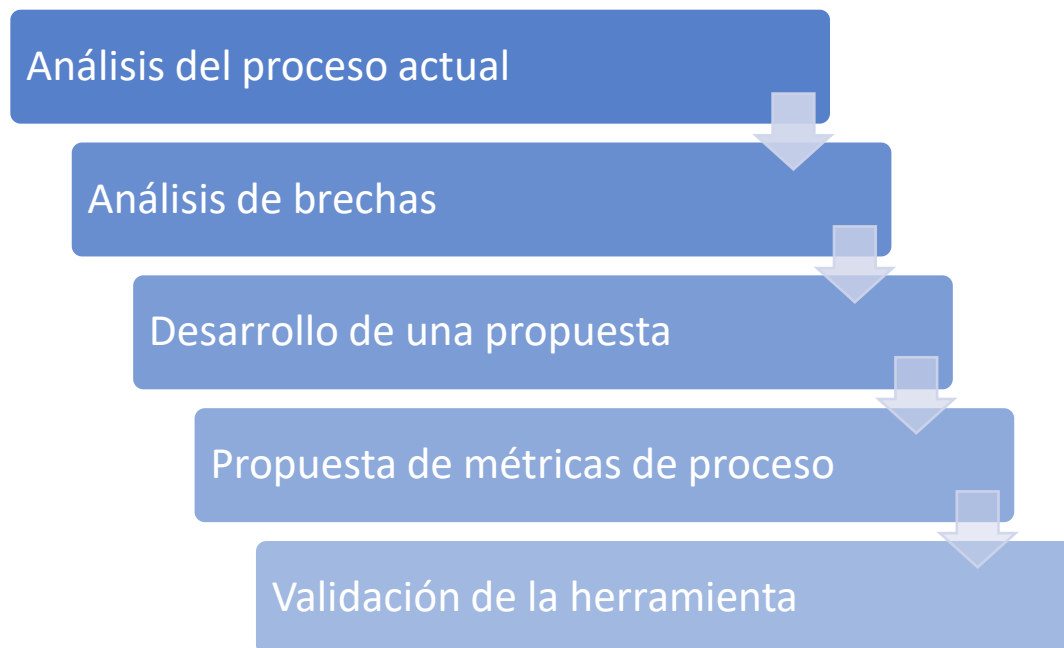 Análisis del proceso actual
Análisis de brechas
Desarrollo de una propuesta
Propuesta de métricas de proceso
Validación de la herramienta